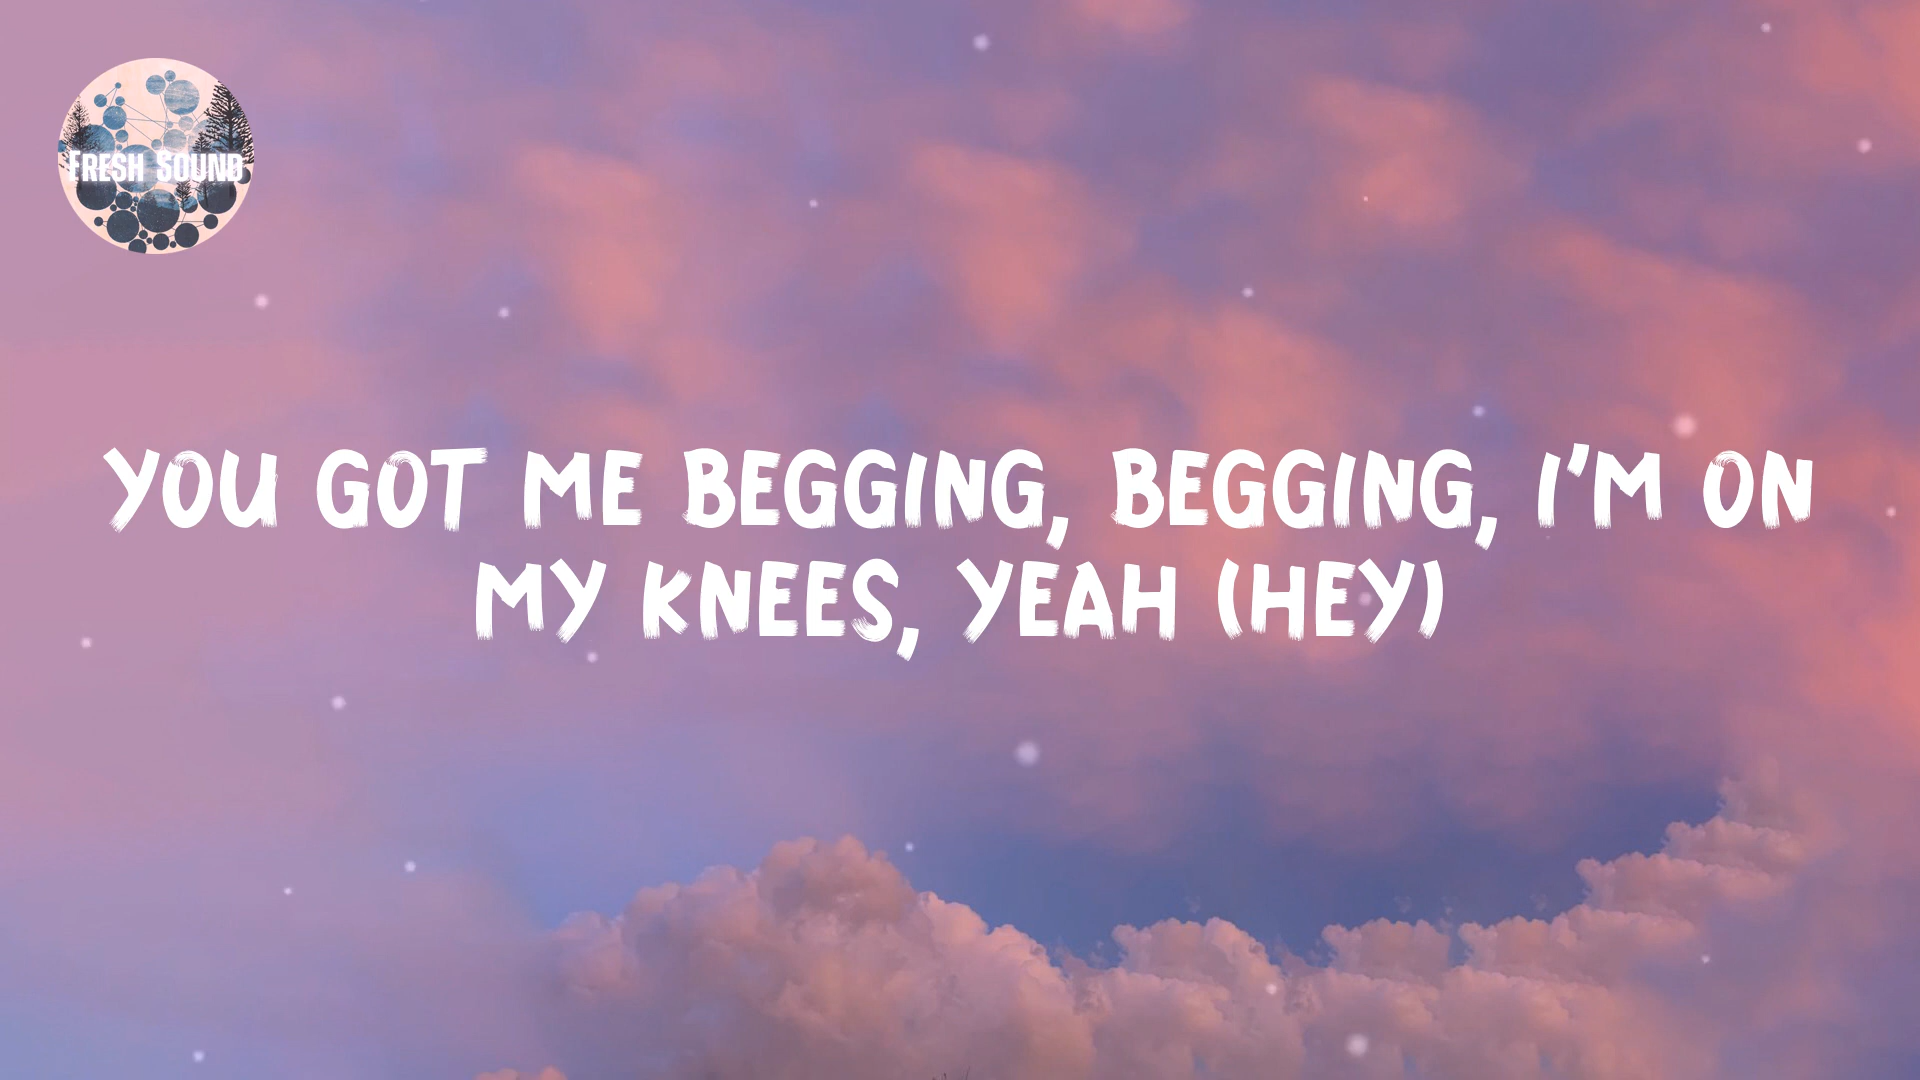 FRESH SOUND
YOU GOT ME BEGGING, BEGGING, I'M ON
MY KNEES, YEAH (HEY)